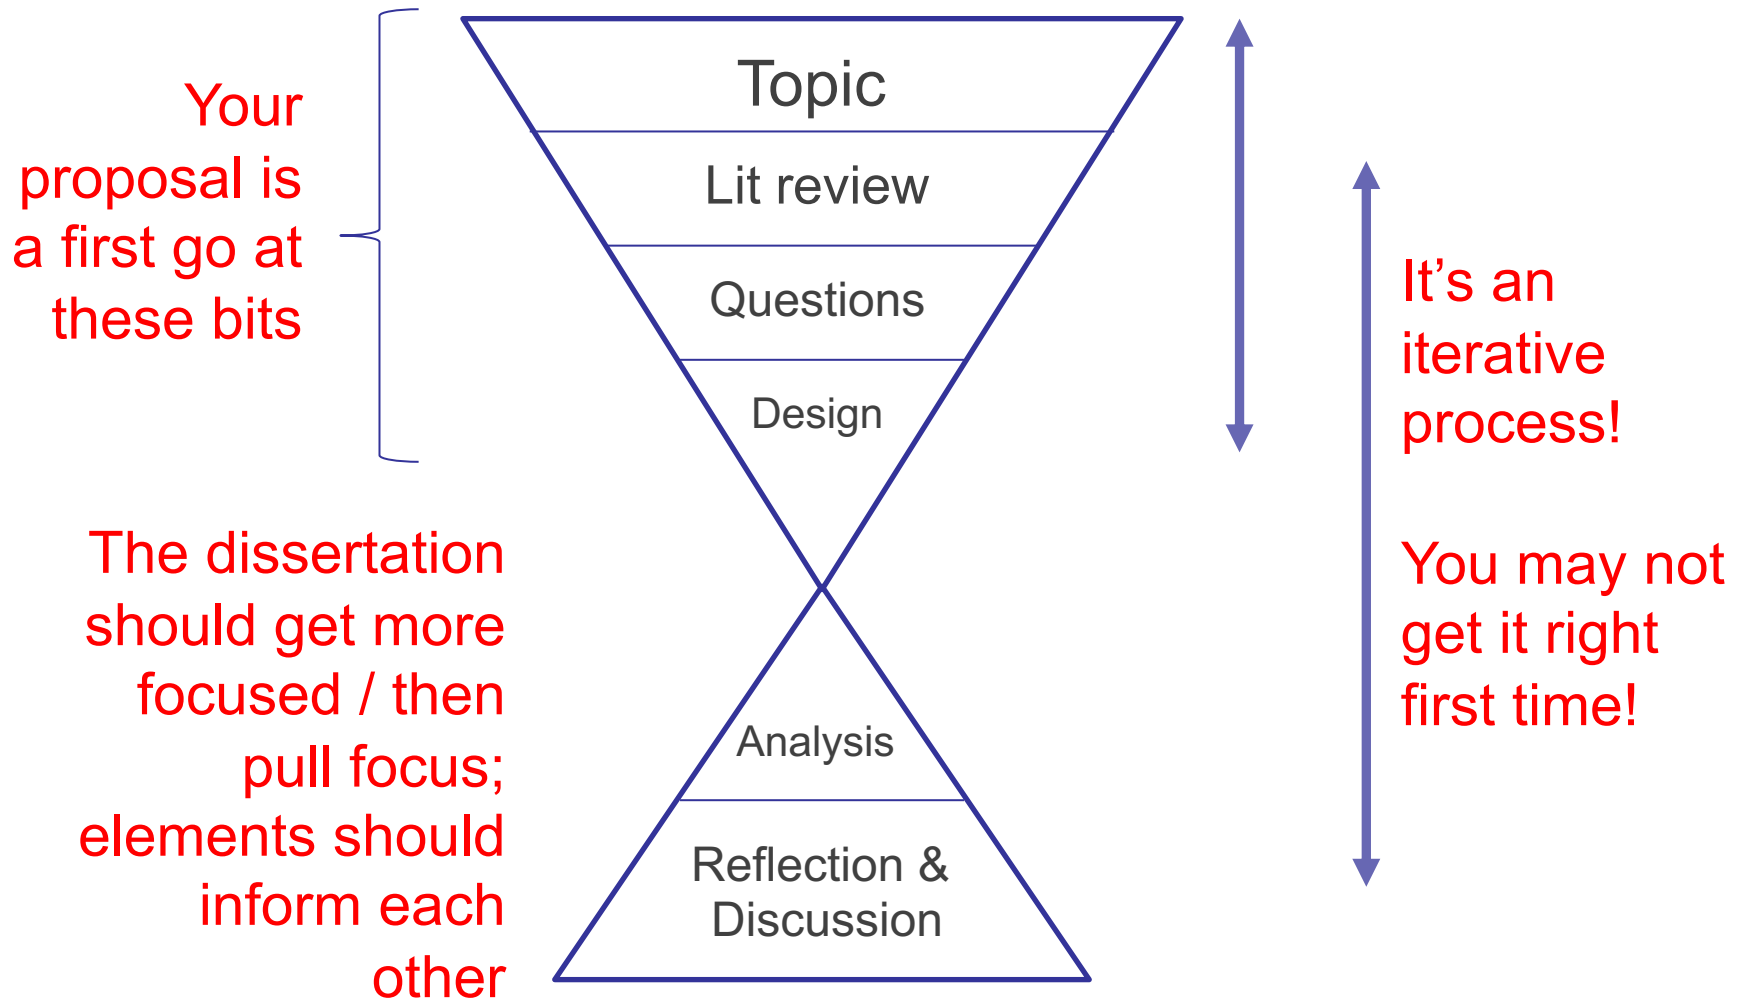 Your
proposal is
a first go at
these bits
Topic
Lit review
Questions
Design
It’s an
iterative
process!
You may not
get it right
first time!
The dissertation
should get more
focused / then
pull focus;
elements should
inform each
other
Analysis
Reflection &
Discussion